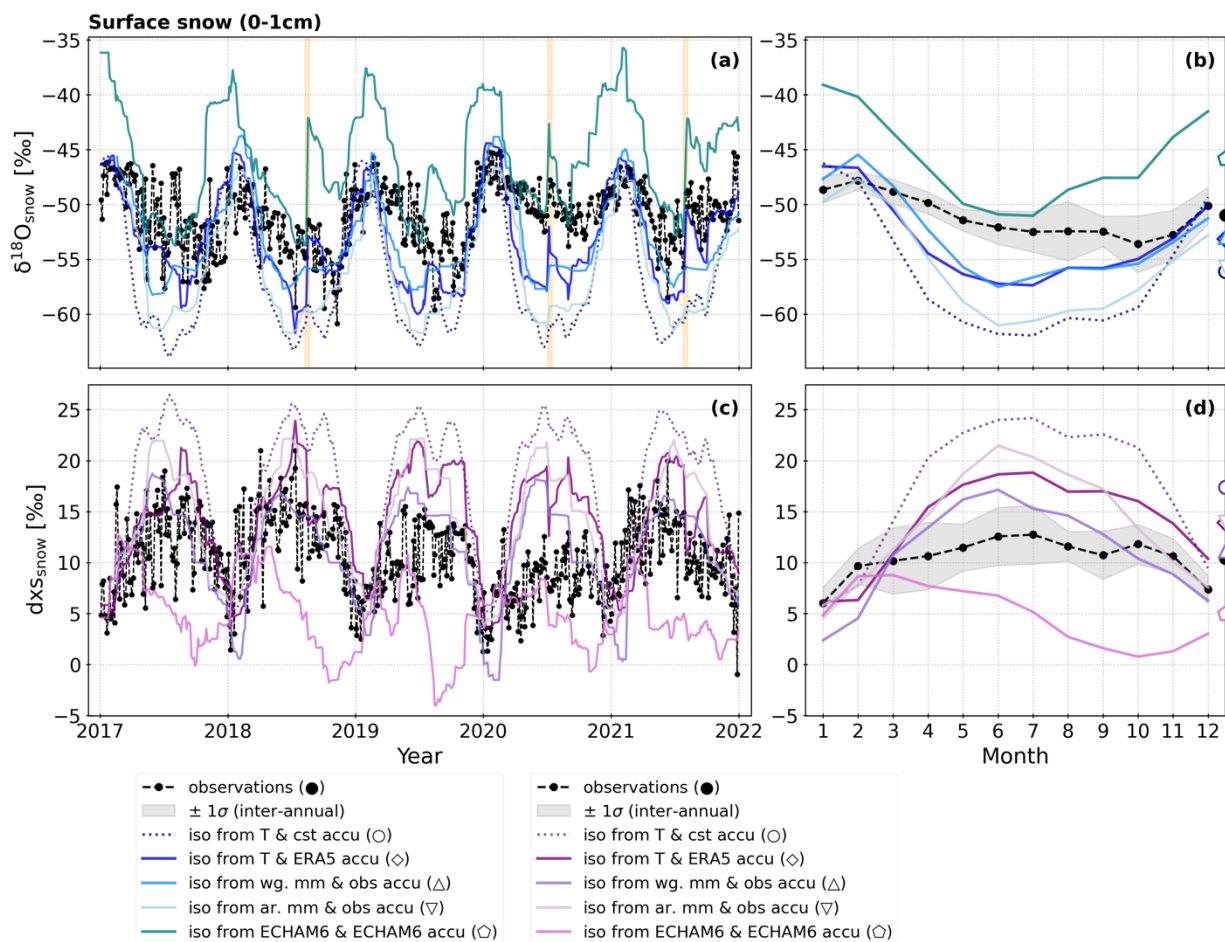 Surface snow (0-1cm)
(a)
(b)
δ¹⁸Oₛₙₒw [‰]
−35
−40
−45
−50
−55
−60
(c)
(d)
dxsₛₙₒw [‰]
25
20
15
10
5
0
−5
2017 2018 2019 2020 2021 2022
1 2 3 4 5 6 7 8 9 10 11 12
Year
Month
observations (●)
± 1σ (inter-annual)
iso from T & cst accu (○)
iso from T & ERA5 accu (◇)
iso from wg. mm & obs accu (△)
iso from ar. mm & obs accu (▽)
iso from ECHAM6 & ECHAM6 accu (⬠)
observations (●)
± 1σ (inter-annual)
iso from T & cst accu (○)
iso from T & ERA5 accu (◇)
iso from wg. mm & obs accu (△)
iso from ar. mm & obs accu (▽)
iso from ECHAM6 & ECHAM6 accu (⬠)